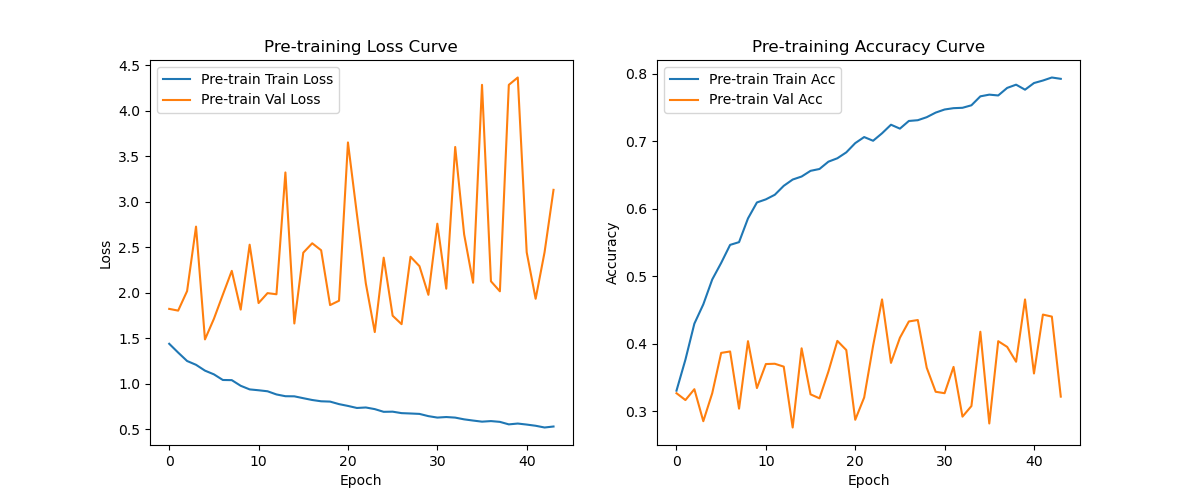 Pre-training Loss Curve
Pre-train Train Loss
Pre-train Val Loss
4.5
4.0
3.5
3.0
2.5
2.0
1.5
1.0
0.5
Loss
0 10 20 30 40
Epoch
Pre-training Accuracy Curve
Pre-train Train Acc
Pre-train Val Acc
0.8
0.7
0.6
0.5
0.4
0.3
Accuracy
0 10 20 30 40
Epoch